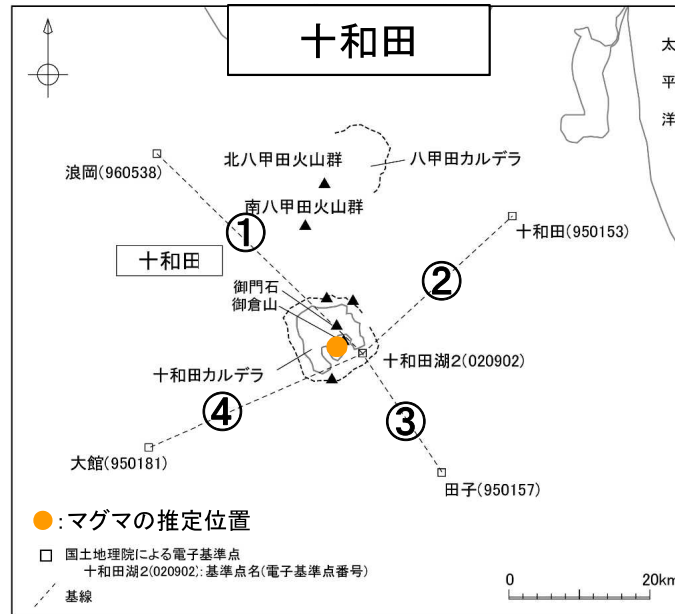 十和田
太
平
洋
北八甲田火山群
八甲田カルデラ
浪岡(960538)
南八甲田火山群
①
十和田(950153)
十和田
②
御門石
御倉山
十和田湖2(020902)
十和田カルデラ
④
③
大館(950181)
田子(950157)
:マグマの推定位置
国土地理院による電子基準点
十和田湖2(020902):基準点名(電子基準点番号)
基線
0 20km